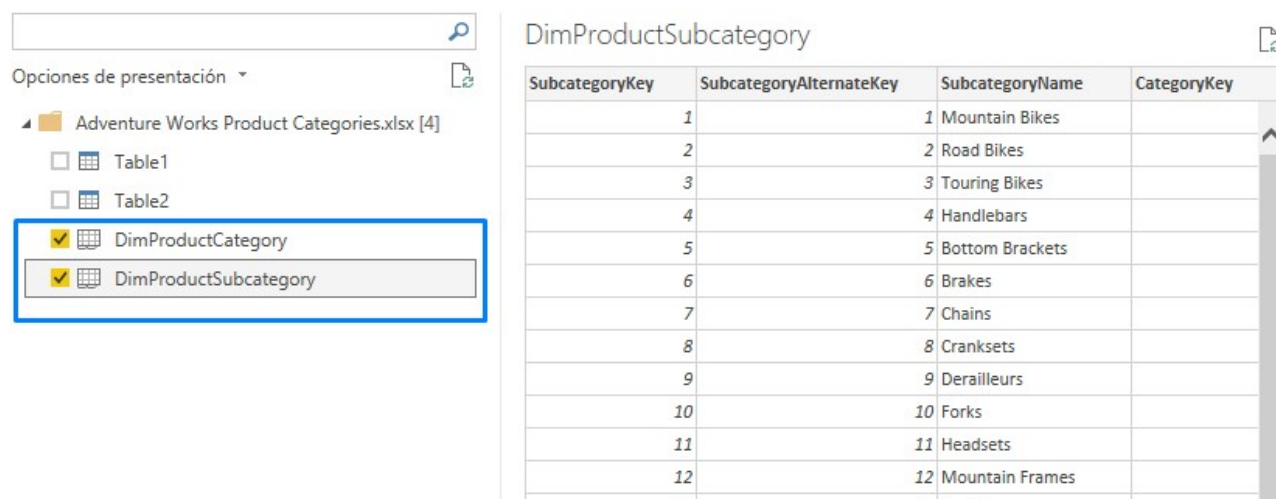 Opciones de presentación
Adventure Works Product Categories.xlsx [4]
Table1
Table2
DimProductCategory
DimProductSubcategory
DimProductSubcategory
SubcategoryKey SubcategoryAlternateKey SubcategoryName CategoryKey
1 1 Mountain Bikes
2 2 Road Bikes
3 3 Touring Bikes
4 4 Handlebars
5 5 Bottom Brackets
6 6 Brakes
7 7 Chains
8 8 Cranksets
9 9 Derailleurs
10 10 Forks
11 11 Headsets
12 12 Mountain Frames